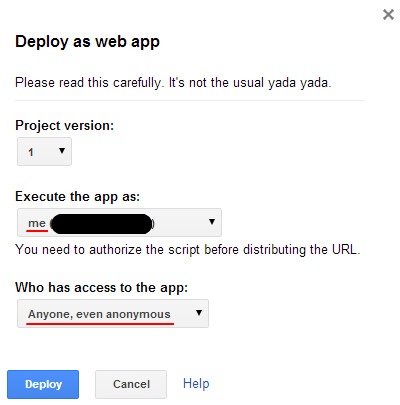 Deploy as web app
Please read this carefully. It's not the usual yada yada.
Project version:
1
Execute the app as:
me ( )
You need to authorize the script before distributing the URL.
Who has access to the app:
Anyone, even anonymous
Deploy Cancel Help